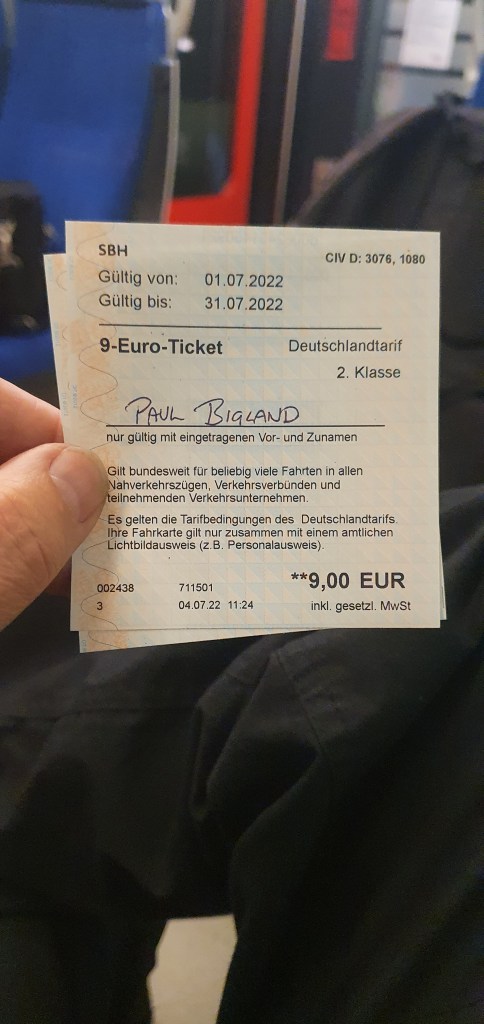 SBH
CIV D: 3076, 1080
Gültig von: 01.07.2022
Gültig bis: 31.07.2022
9-Euro-Ticket Deutschlandtarif
2. Klasse
PAUL BIGLAND
nur gültig mit eingetragenen Vor- und Zunamen
Gilt bundesweit für beliebig viele Fahrten in allen
Nahverkehrszügen, Verkehrsverbünden und
teilnehmenden Verkehrsunternehmen.
Es gelten die Tarifbedingungen des Deutschlandtarifs.
Ihre Fahrkarte gilt nur zusammen mit einem amtlichen
Lichtbildausweis (z.B. Personalausweis).
**9,00 EUR
002438 711501
3 04.07.22 11:24 inkl. gesetzl. MwSt